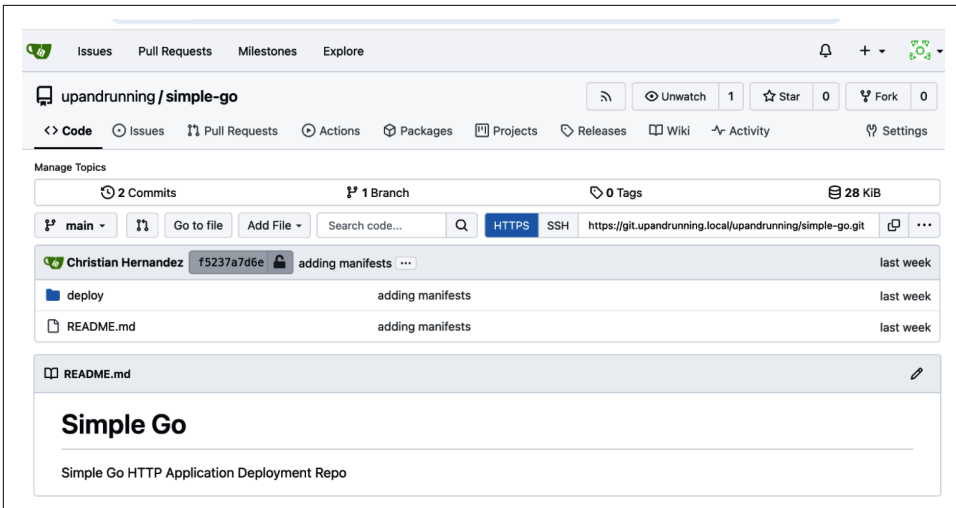 Issues Pull Requests Milestones Explore
upandrunning / simple-go Unwatch 1 Star 0 Fork 0
Code Issues Pull Requests Actions Packages Projects Releases Wiki Activity Settings
Manage Topics
2 Commits 1 Branch 0 Tags 28 KiB
main Go to file Add File Search code... HTTPS SSH https://git.upandrunning.local/upandrunning/simple-go.git
Christian Hernandez f5237a7d6e adding manifests ... last week
deploy adding manifests last week
README.md adding manifests last week
README.md
Simple Go
Simple Go HTTP Application Deployment Repo